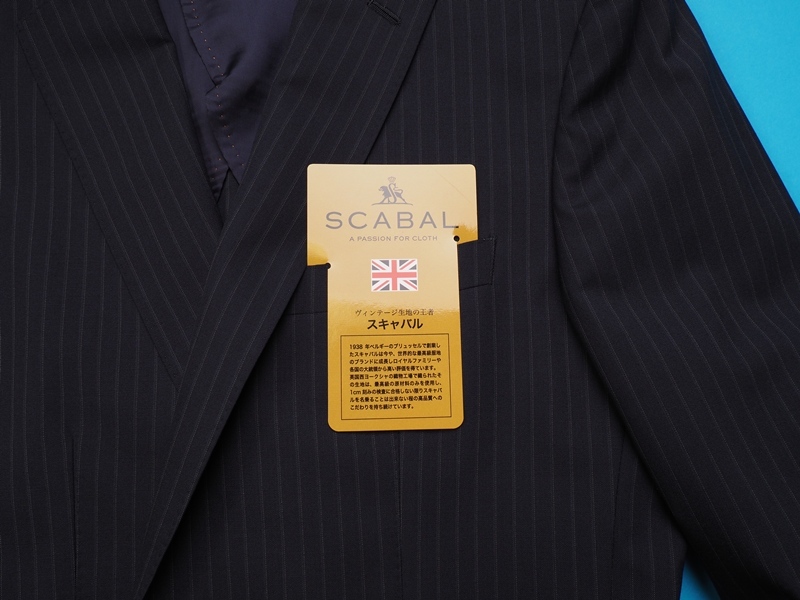 SCABAL
A PASSION FOR CLOTH
ヴィンテージ生地の王者
スキャバル
1938 年ベルギーのブリュッセルで創業し
たスキャバルは今や、世界的な最高級服地
のブランドに成長しロイヤルファミリーや
各国の大統領から高い評価を得ています。
英国西ヨークシャの織物工場で織られたそ
の生地は、最高級の原材料のみを使用し、
1cm 刻みの検査に合格しない限りスキャバ
ルを名乗ることは出来ない程の高品質への
こだわりを持ち続けています。